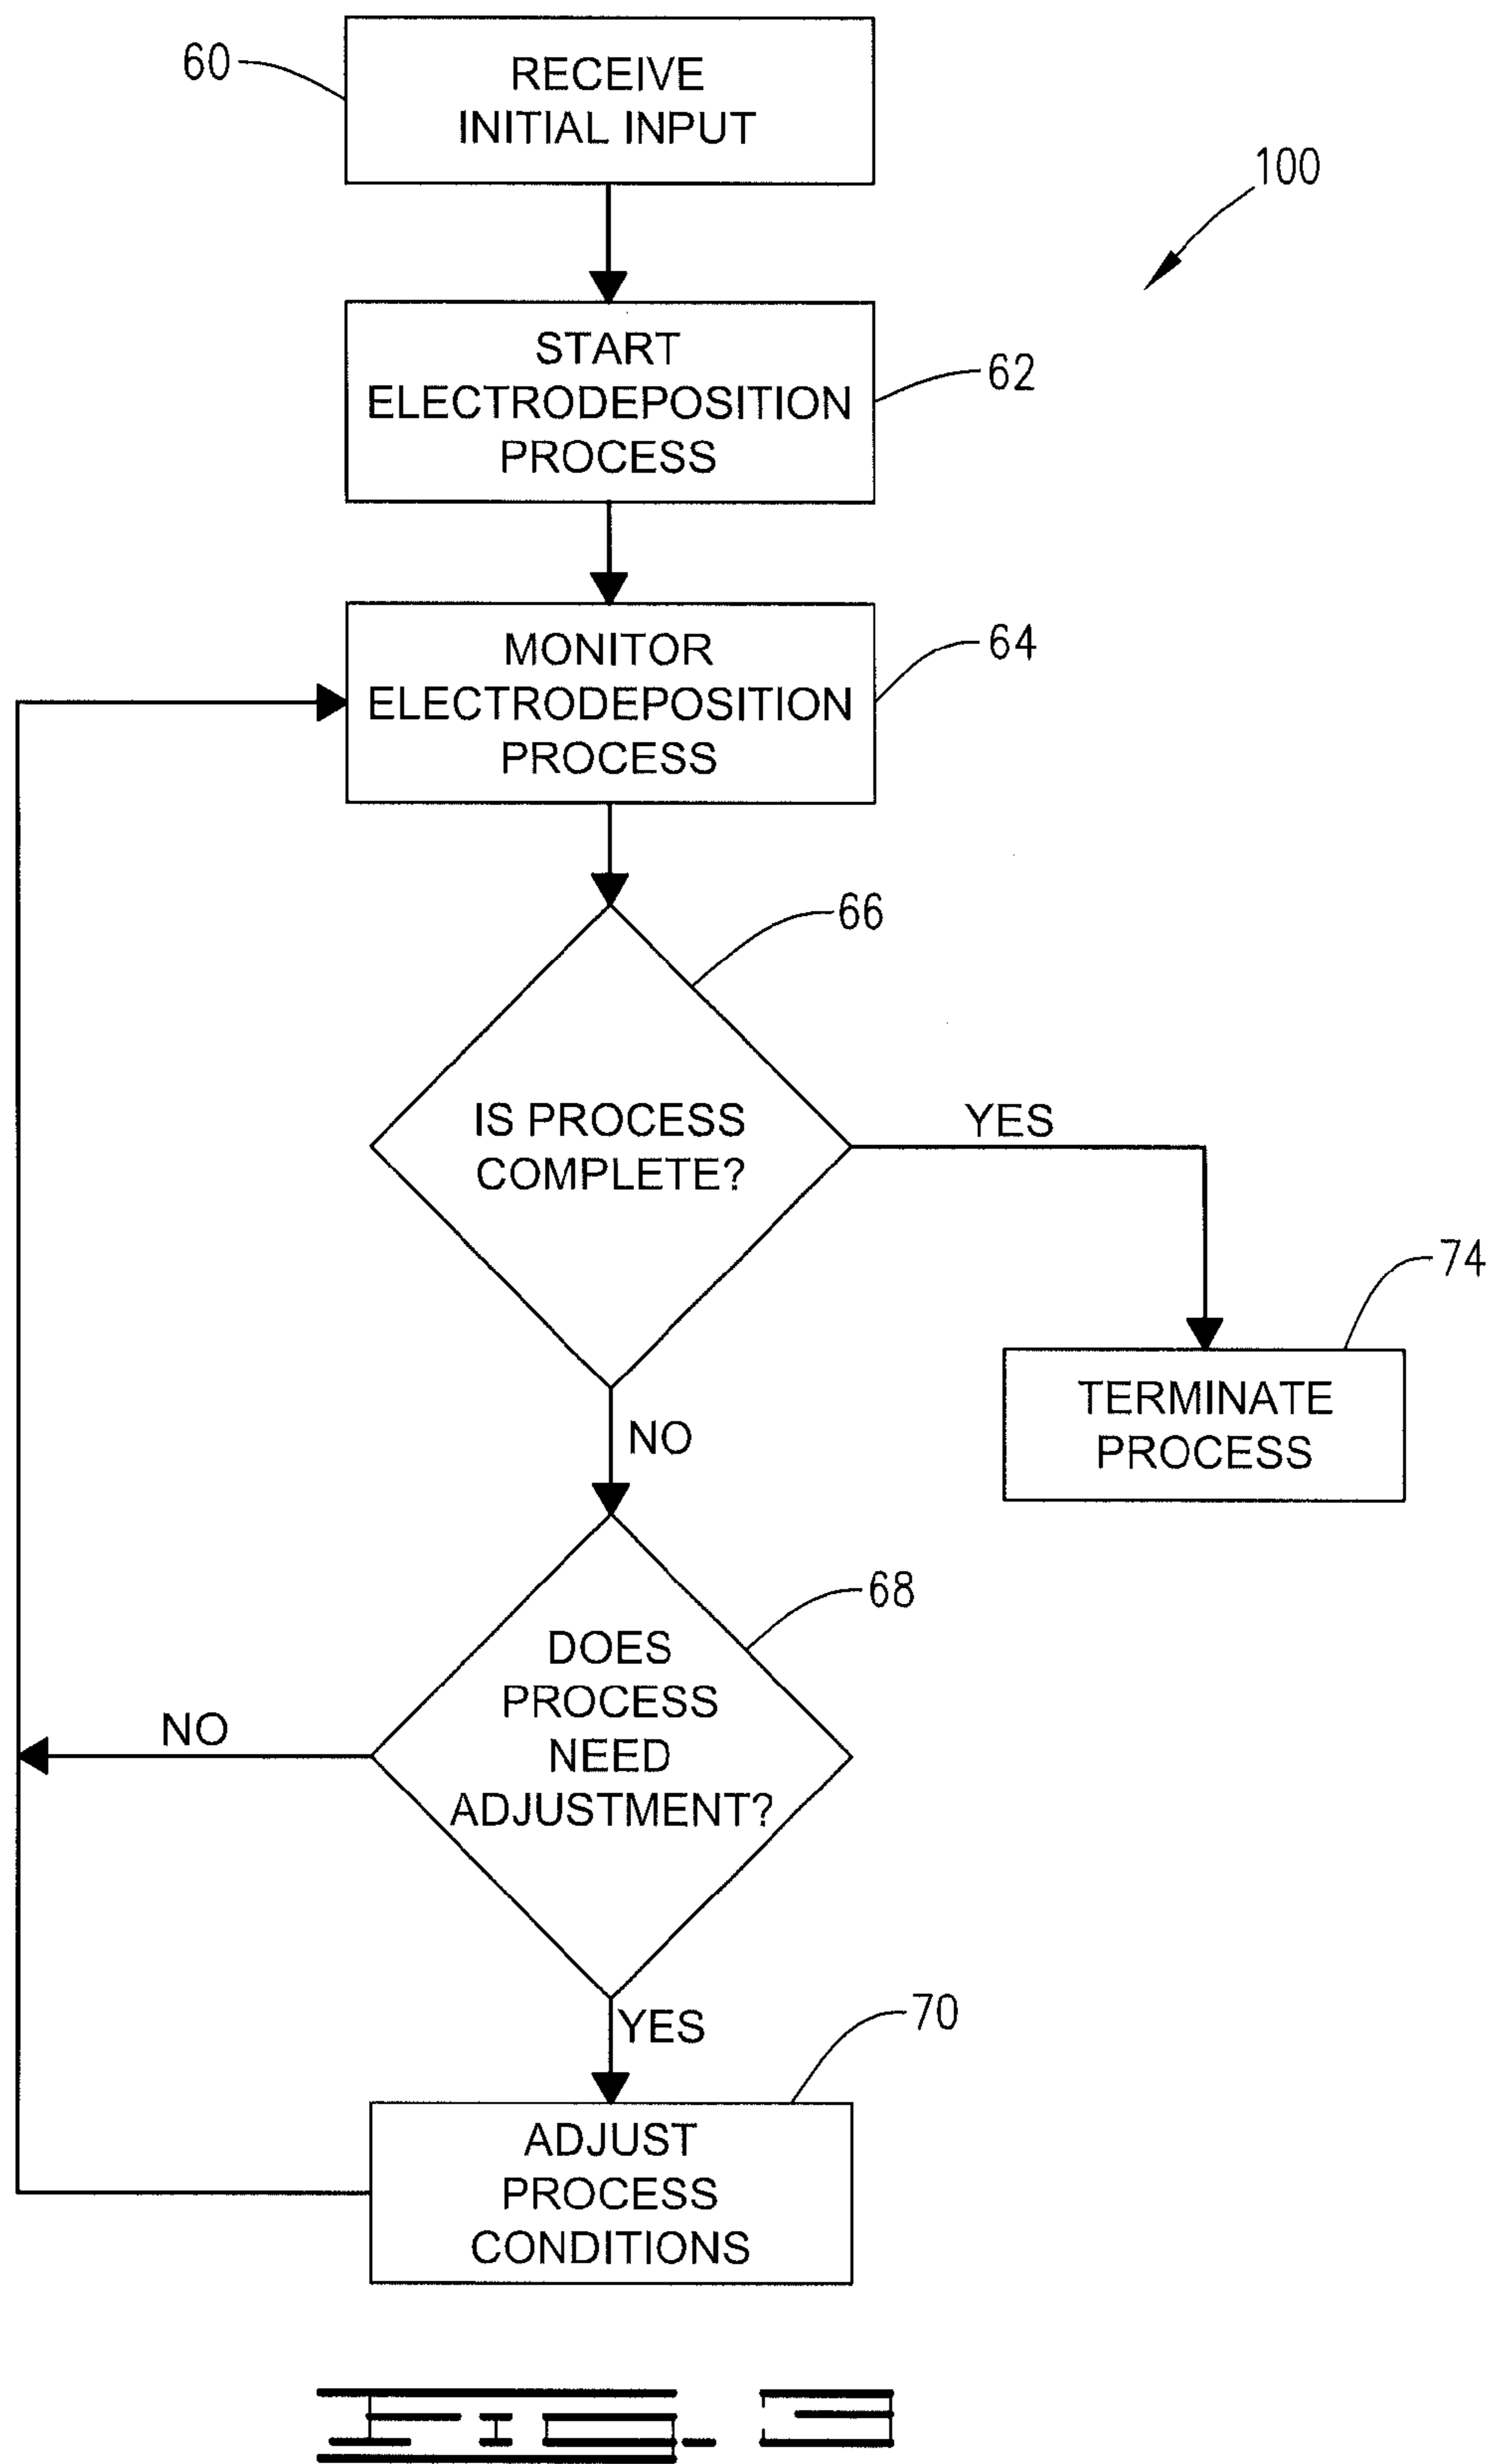 60
RECEIVE
INITIAL INPUT
100
START
ELECTRODEPOSITION
PROCESS
62
MONITOR
ELECTRODEPOSITION
PROCESS
64
66
IS PROCESS
COMPLETE?
YES
74
TERMINATE
PROCESS
NO
68
DOES
PROCESS
NEED
ADJUSTMENT?
NO
YES
70
ADJUST
PROCESS
CONDITIONS